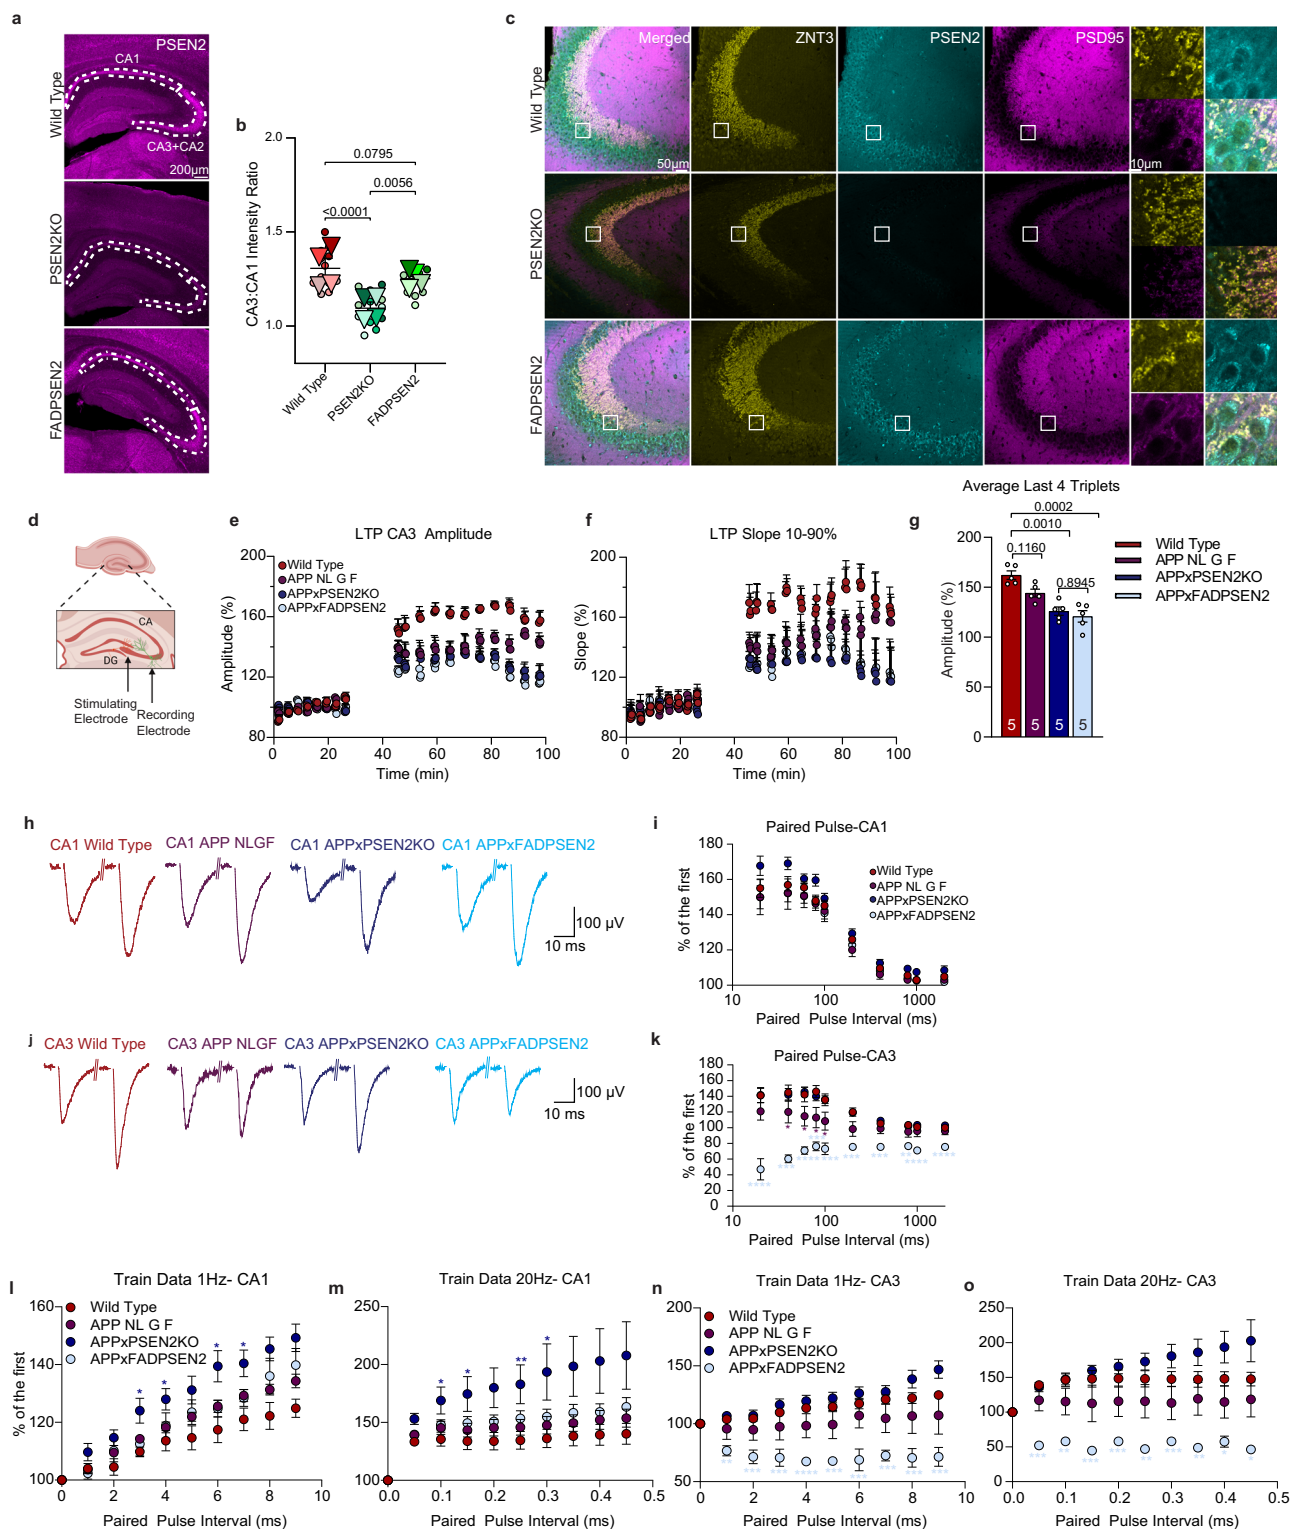 a
PSEN2
CA1
CA3+CA2
200µm
Wild Type
PSEN2KO
FADPSEN2
b
CA3:CA1 Intensity Ratio
2.0
1.5
1.0
0.0795
0.0056
<0.0001
Wild Type
PSEN2KO
FADPSEN2
c
Merged
ZNT3
PSEN2
PSD95
50µm
10µm
Wild Type
PSEN2KO
FADPSEN2
d
CA
DG
Stimulating
Electrode
Recording
Electrode
e
LTP CA3 Amplitude
Wild Type
APP NL G F
APPxPSEN2KO
APPxFADPSEN2
Amplitude (%)
200
160
120
80
0 20 40 60 80 100
Time (min)
f
LTP Slope 10-90%
Slope (%)
200
160
120
80
0 20 40 60 80 100
Time (min)
g
Average Last 4 Triplets
0.0002
0.0010
0.1160
0.8945
Amplitude (%)
200
150
100
50
0
5 5 5 5
Wild Type
APP NL G F
APPxPSEN2KO
APPxFADPSEN2
h
CA1 Wild Type
CA1 APP NLGF
CA1 APPxPSEN2KO
CA1 APPxFADPSEN2
100 µV
10 ms
i
Paired Pulse-CA1
Wild Type
APP NL G F
APPxPSEN2KO
APPxFADPSEN2
% of the first
180
160
140
120
100
10 100 1000
Paired Pulse Interval (ms)
j
CA3 Wild Type
CA3 APP NLGF
CA3 APPxPSEN2KO
CA3 APPxFADPSEN2
100 µV
10 ms
k
Paired Pulse-CA3
% of the first
180
160
140
120
100
80
60
40
20
0
10 100 1000
Paired Pulse Interval (ms)
l
Train Data 1Hz- CA1
Wild Type
APP NL G F
APPxPSEN2KO
APPxFADPSEN2
% of the first
160
140
120
100
* * * *
0 2 4 6 8 10
Paired Pulse Interval (ms)
m
Train Data 20Hz- CA1
250
200
150
100
* * ** *
0.0 0.1 0.2 0.3 0.4 0.5
Paired Pulse Interval (ms)
n
Train Data 1Hz- CA3
Wild Type
APP NL G F
APPxPSEN2KO
APPxFADPSEN2
200
150
100
50
0 2 4 6 8 10
Paired Pulse Interval (ms)
o
Train Data 20Hz- CA3
250
200
150
100
50
0
0.0 0.1 0.2 0.3 0.4 0.5
Paired Pulse Interval (ms)